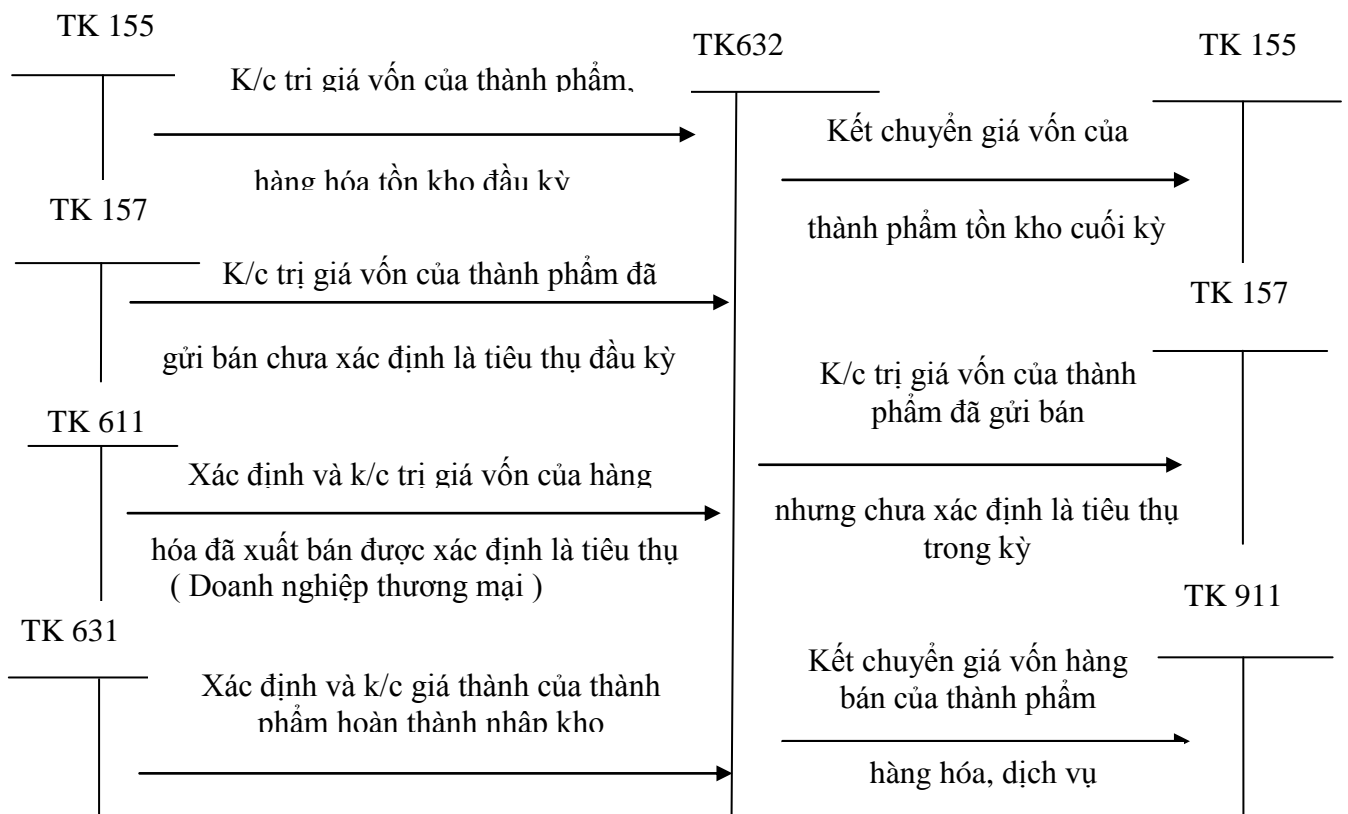 TK 155
K/c trị giá vốn của thành phẩm,
hàng hóa tồn kho đầu kỳ
TK 157
K/c trị giá vốn của thành phẩm đã
gửi bán chưa xác định là tiêu thụ đầu kỳ
TK 611
Xác định và k/c trị giá vốn của hàng
hóa đã xuất bán được xác định là tiêu thụ
( Doanh nghiệp thương mại )
TK 631
Xác định và k/c giá thành của thành
phẩm hoàn thành nhập kho
TK632
TK 155
Kết chuyển giá vốn của
thành phẩm tồn kho cuối kỳ
TK 157
K/c trị giá vốn của thành
phẩm đã gửi bán
nhưng chưa xác định là tiêu thụ
trong kỳ
TK 911
Kết chuyển giá vốn hàng
bán của thành phẩm
hàng hóa, dịch vụ